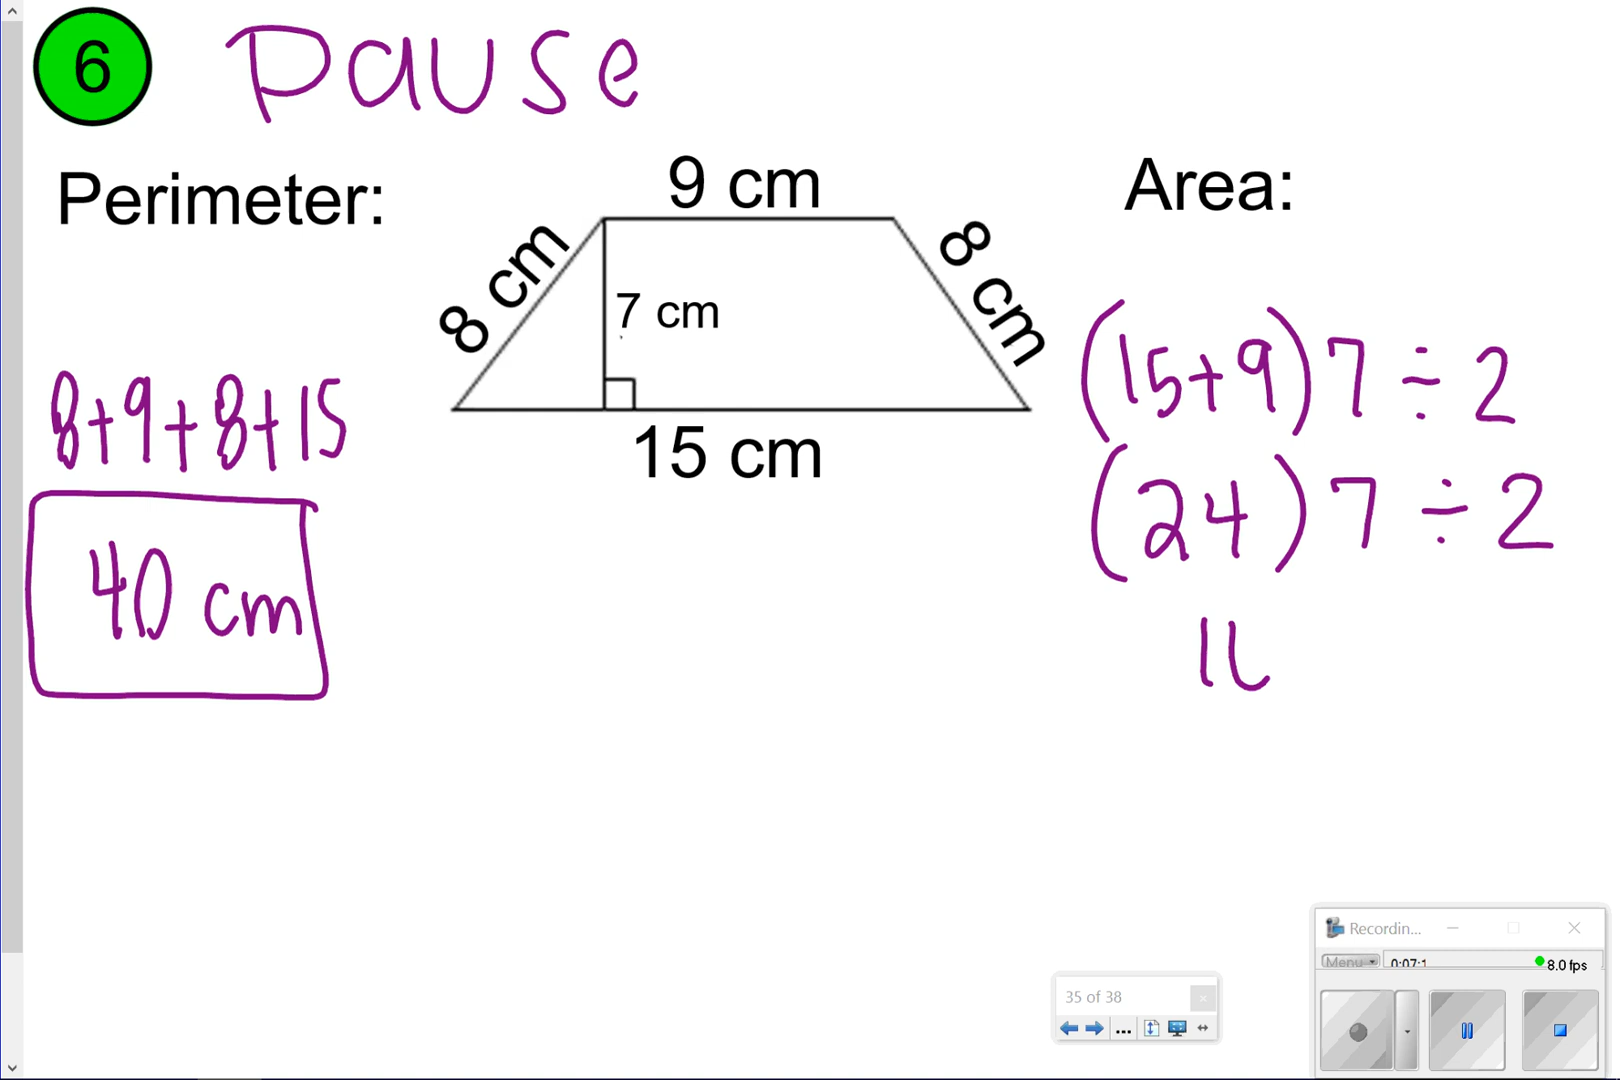 6 Pause
Perimeter:
9 cm
Area:
8 cm
8 cm
7 cm
15 cm
8+9+8+15
40 cm
(15+9)7 ÷ 2
(24)7 ÷ 2
Recordin...
Menu
8.0 fps
35 of 38
...